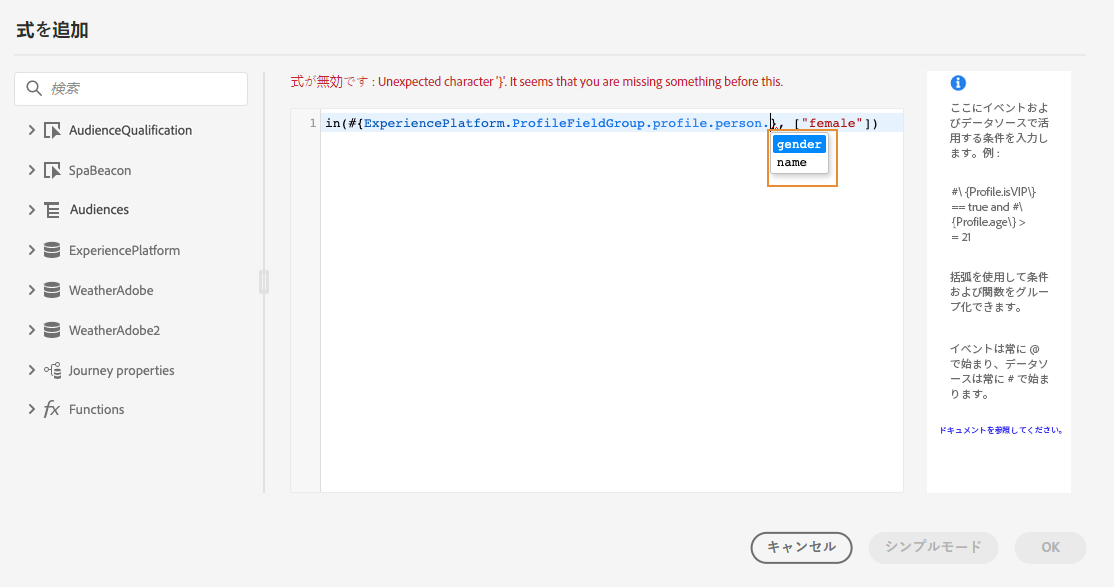 式を追加
検索
AudienceQualification
SpaBeacon
Audiences
ExperiencePlatform
WeatherAdobe
WeatherAdobe2
Journey properties
fx Functions
式が無効です : Unexpected character '}'. It seems that you are missing something before this.
1 in(#{ExperiencePlatform.ProfileFieldGroup.profile.person.}, ["female"])
gender
name
ここにイベントおよ
びデータソースで活
用する条件を入力し
ます。例 :
#\ {Profile.isVIP\}
== true and #\
{Profile.age\} >
= 21
括弧を使用して条件
および関数をグルー
プ化できます。
イベントは常に @
で始まり、データソ
ースは常に # で始ま
ります。
ドキュメントを参照してください。
キャンセル
シンプルモード
OK